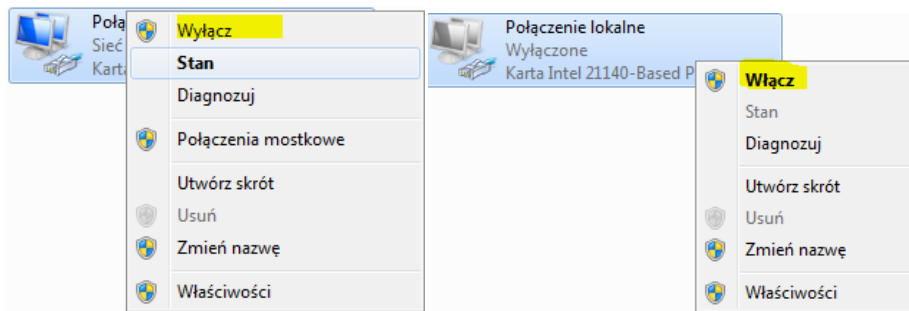 Połą
Sieć
Kart
Wyłącz
Stan
Diagnozuj
Połączenia mostkowe
Utwórz skrót
Usuń
Zmień nazwę
Właściwości
Połączenie lokalne
Wyłączone
Karta Intel 21140-Based P
Włącz
Stan
Diagnozuj
Utwórz skrót
Usuń
Zmień nazwę
Właściwości